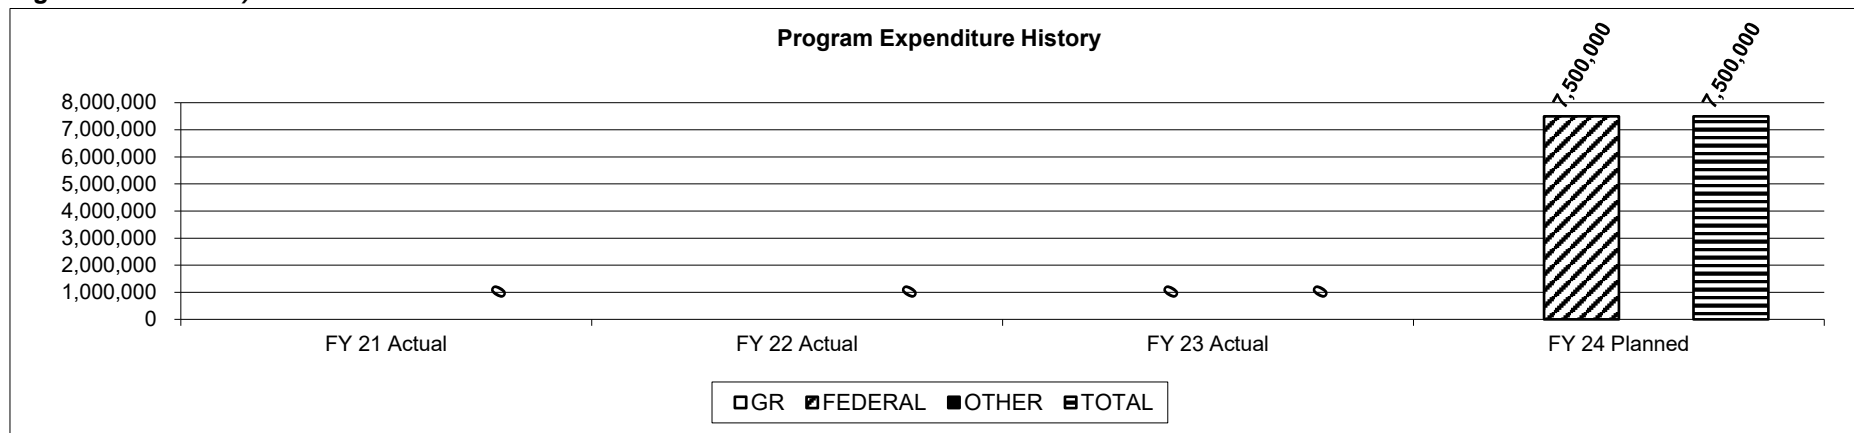 Program Expenditure History
7,500,000 7,500,000
8,000,000
7,000,000
6,000,000
5,000,000
4,000,000
3,000,000
2,000,000
1,000,000
0
0 0 0 0
FY 21 Actual FY 22 Actual FY 23 Actual FY 24 Planned
GR FEDERAL OTHER TOTAL